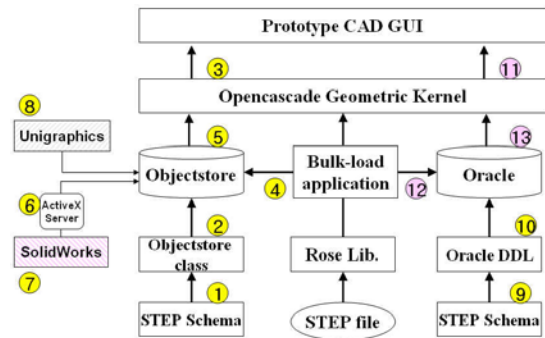 Prototype CAD GUI
3
11
8
Opencascade Geometric Kernel
Unigraphics
5
13
Objectstore
Bulk-load
application
Oracle
4
12
6
ActiveX
Server
2
10
SolidWorks
Objectstore
class
Rose Lib.
Oracle DDL
7
1
9
STEP Schema
STEP file
STEP Schema